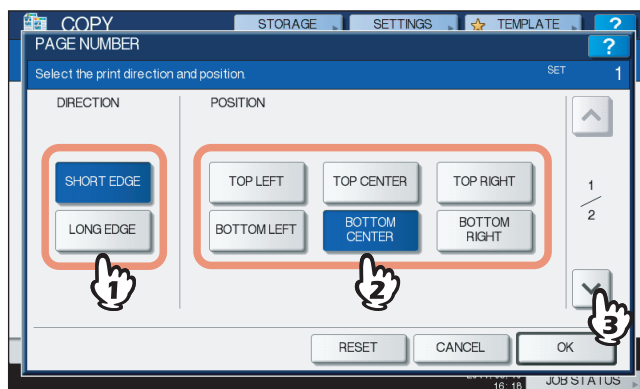 COPY
STORAGE
SETTINGS
TEMPLATE
?
PAGE NUMBER
?
Select the print direction and position.
SET
1
DIRECTION
POSITION
SHORT EDGE
TOP LEFT
TOP CENTER
TOP RIGHT
1
2
LONG EDGE
BOTTOM LEFT
BOTTOM
CENTER
BOTTOM
RIGHT
1
2
3
RESET
CANCEL
OK
16:18
JOB STATUS